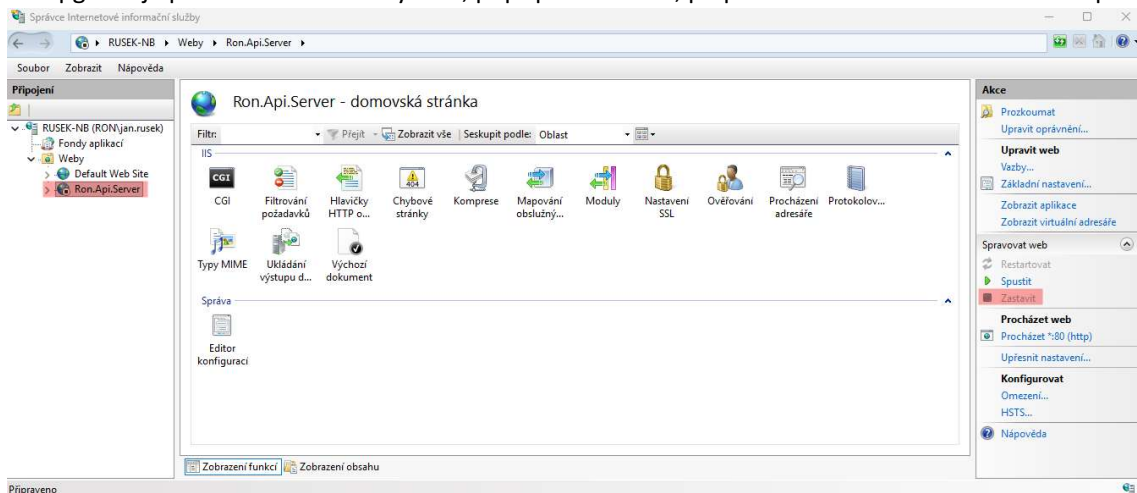 Správce Internetové informační služby
RUSEK-NB Weby Ron.Api.Server
Soubor Zobrazit Nápověda
Připojení
RUSEK-NB (RON\jan.rusek)
Fondy aplikací
Weby
Default Web Site
Ron.Api.Server
Ron.Api.Server - domovská stránka
Filtr: Přejít Zobrazit vše Seskupit podle: Oblast
IIS
CGI
Filtrování požadavků
Hlavičky HTTP o...
Chybové stránky
Komprese
Mapování obslužný...
Moduly
Nastavení SSL
Ověřování
Procházení adresáře
Protokolov...
Typy MIME
Ukládání výstupu d...
Výchozí dokument
Správa
Editor konfigurací
Zobrazení funkcí Zobrazení obsahu
Akce
Prozkoumat
Upravit oprávnění...
Upravit web
Vazby...
Základní nastavení...
Zobrazit aplikace
Zobrazit virtuální adresáře
Spravovat web
Restartovat
Spustit
Zastavit
Procházet web
Procházet *:80 (http)
Upřesnit nastavení...
Konfigurovat
Omezení...
HSTS...
Nápověda
Připraveno